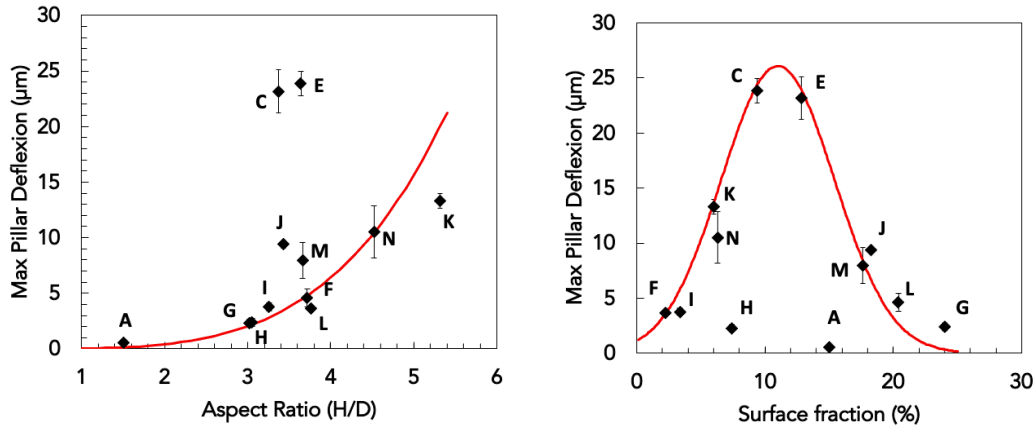 30
25
20
15
10
5
0
Max Pillar Deflexion (µm)
C
E
J
M
N
K
I
F
G
H
L
A
1
2
3
4
5
6
Aspect Ratio (H/D)
30
25
20
15
10
5
0
Max Pillar Deflexion (µm)
C
E
K
N
J
M
F
I
H
L
A
G
0
10
20
30
Surface fraction (%)